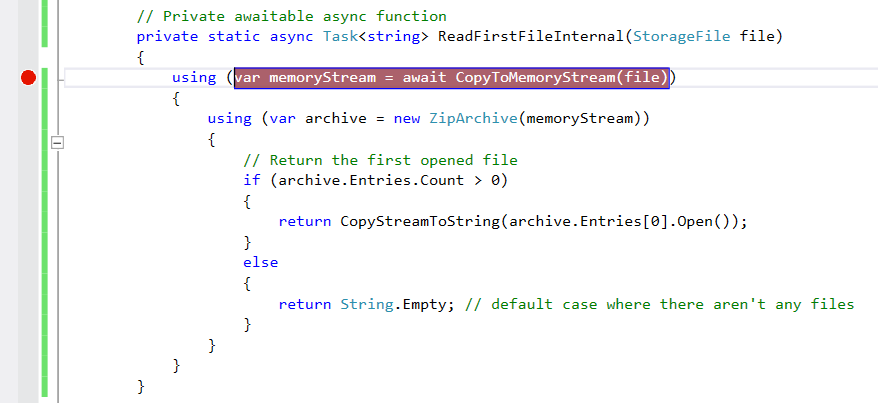 // Private awaitable async function
private static async Task<string> ReadFirstFileInternal(StorageFile file)
{
using (var memoryStream = await CopyToMemoryStream(file))
{
using (var archive = new ZipArchive(memoryStream))
{
// Return the first opened file
if (archive.Entries.Count > 0)
{
return CopyStreamToString(archive.Entries[0].Open());
}
else
{
return String.Empty; // default case where there aren't any files
}
}
}
}